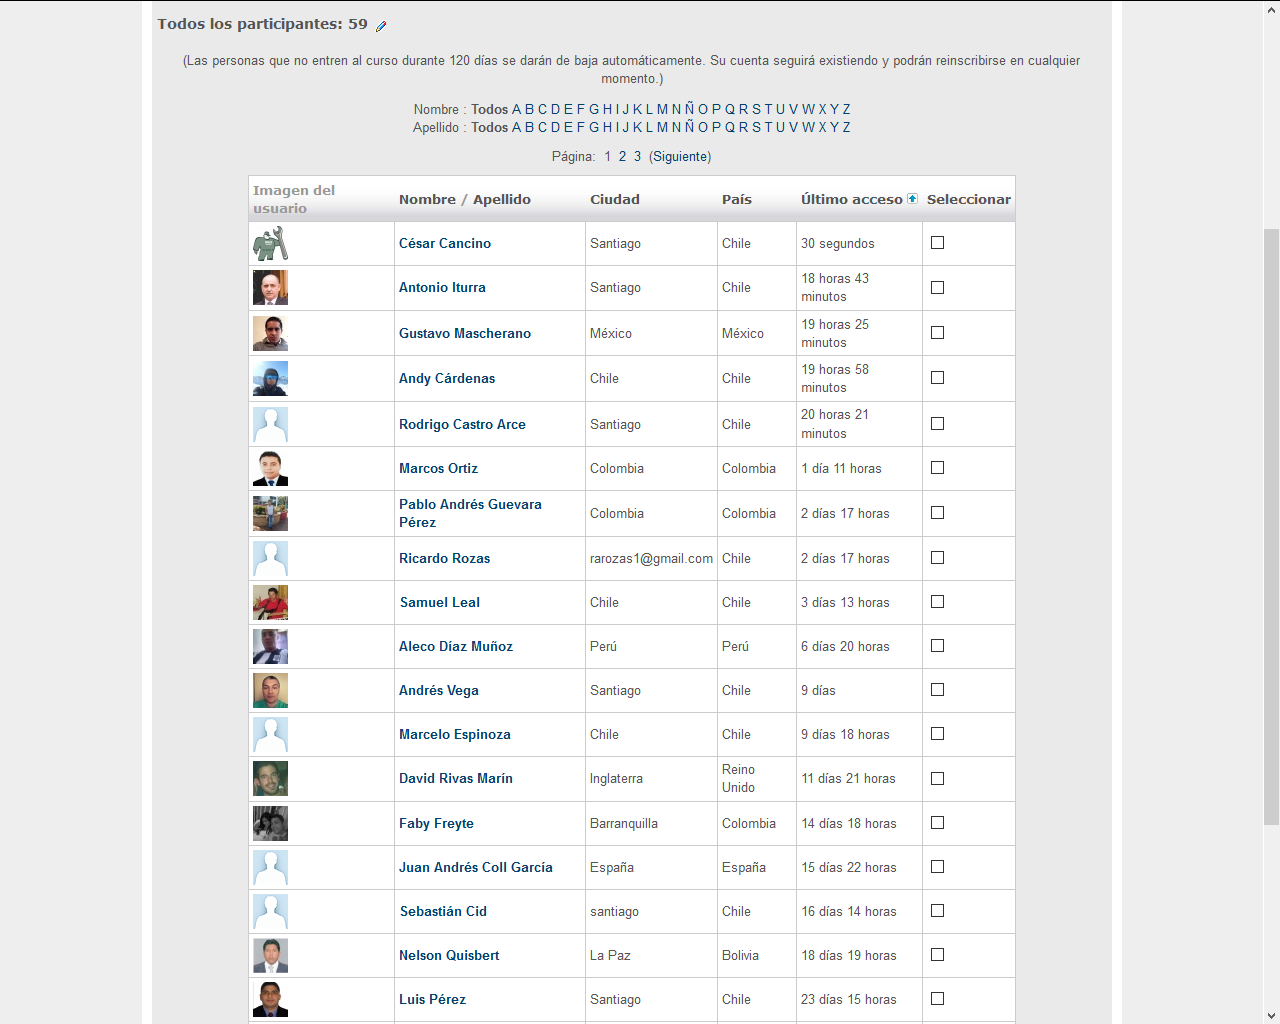 Todos los participantes: 59
(Las personas que no entren al curso durante 120 días se darán de baja automáticamente. Su cuenta seguirá existiendo y podrán reinscribirse en cualquier
momento.)
Nombre : Todos A B C D E F G H I J K L M N Ñ O P Q R S T U V W X Y Z
Apellido : Todos A B C D E F G H I J K L M N Ñ O P Q R S T U V W X Y Z
Página: 1 2 3 (Siguiente)
Imagen del
usuario
Nombre / Apellido Ciudad País Último acceso Seleccionar
César Cancino Santiago Chile 30 segundos
Antonio Iturra Santiago Chile 18 horas 43
minutos
Gustavo Mascherano México México 19 horas 25
minutos
Andy Cárdenas Chile Chile 19 horas 58
minutos
Rodrigo Castro Arce Santiago Chile 20 horas 21
minutos
Marcos Ortiz Colombia Colombia 1 día 11 horas
Pablo Andrés Guevara
Pérez Colombia Colombia 2 días 17 horas
Ricardo Rozas rarozas1@gmail.com Chile 2 días 17 horas
Samuel Leal Chile Chile 3 días 13 horas
Aleco Díaz Muñoz Perú Perú 6 días 20 horas
Andrés Vega Santiago Chile 9 días
Marcelo Espinoza Chile Chile 9 días 18 horas
David Rivas Marín Inglaterra Reino
Unido 11 días 21 horas
Faby Freyte Barranquilla Colombia 14 días 18 horas
Juan Andrés Coll García España España 15 días 22 horas
Sebastián Cid santiago Chile 16 días 14 horas
Nelson Quisbert La Paz Bolivia 18 días 19 horas
Luis Pérez Santiago Chile 23 días 15 horas